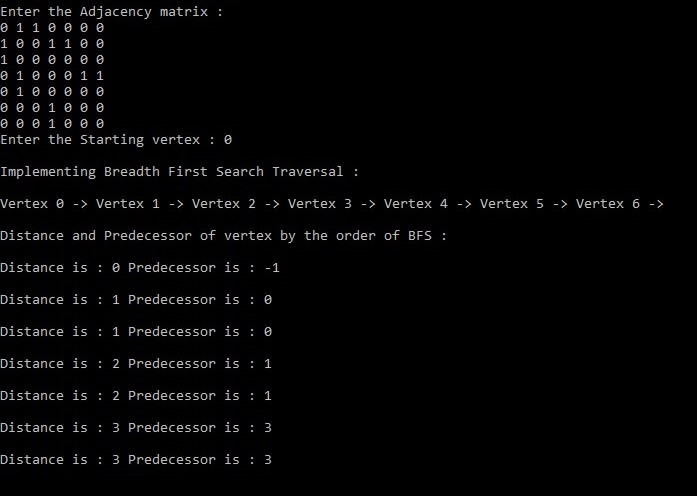 Enter the Adjacency matrix :
0 1 1 0 0 0 0
1 0 0 1 1 0 0
1 0 0 0 0 0 0
0 1 0 0 0 1 1
0 1 0 0 0 0 0
0 0 0 1 0 0 0
0 0 0 1 0 0 0
Enter the Starting vertex : 0
Implementing Breadth First Search Traversal :
Vertex 0 -> Vertex 1 -> Vertex 2 -> Vertex 3 -> Vertex 4 -> Vertex 5 -> Vertex 6 ->
Distance and Predecessor of vertex by the order of BFS :
Distance is : 0 Predecessor is : -1
Distance is : 1 Predecessor is : 0
Distance is : 1 Predecessor is : 0
Distance is : 2 Predecessor is : 1
Distance is : 2 Predecessor is : 1
Distance is : 3 Predecessor is : 3
Distance is : 3 Predecessor is : 3